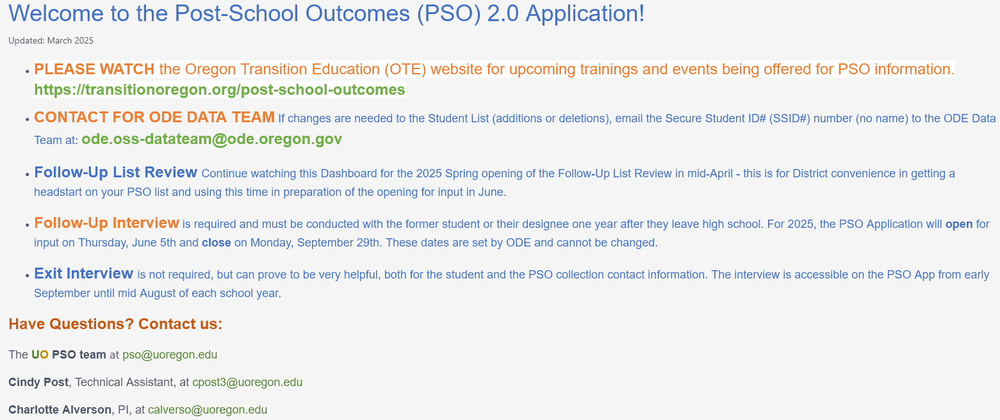 Welcome to the Post-School Outcomes (PSO) 2.0 Application!
Updated: March 2025
• PLEASE WATCH the Oregon Transition Education (OTE) website for upcoming trainings and events being offered for PSO information.
https://transitionoregon.org/post-school-outcomes
• CONTACT FOR ODE DATA TEAM If changes are needed to the Student List (additions or deletions), email the Secure Student ID# (SSID#) number (no name) to the ODE Data
Team at: ode.oss-datateam@ode.oregon.gov
• Follow-Up List Review Continue watching this Dashboard for the 2025 Spring opening of the Follow-Up List Review in mid-April - this is for District convenience in getting a
headstart on your PSO list and using this time in preparation of the opening for input in June.
• Follow-Up Interview is required and must be conducted with the former student or their designee one year after they leave high school. For 2025, the PSO Application will open for
input on Thursday, June 5th and close on Monday, September 29th. These dates are set by ODE and cannot be changed.
• Exit Interview is not required, but can prove to be very helpful, both for the student and the PSO collection contact information. The interview is accessible on the PSO App from early
September until mid August of each school year.
Have Questions? Contact us:
The UO PSO team at pso@uoregon.edu
Cindy Post, Technical Assistant, at cpost3@uoregon.edu
Charlotte Alverson, PI, at calverso@uoregon.edu